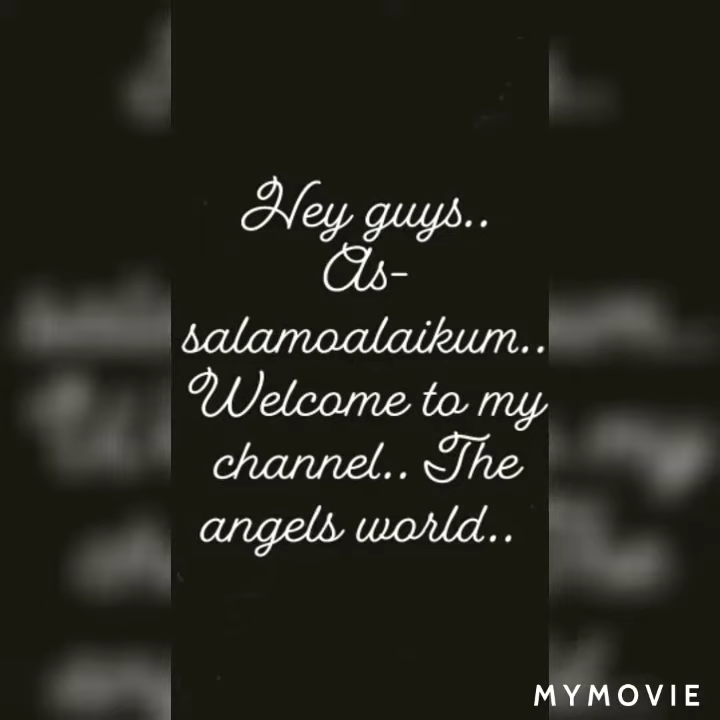 Hey guys..
As-
salamoalaikum..
Welcome to my
channel.. The
angels world..
MYMOVIE